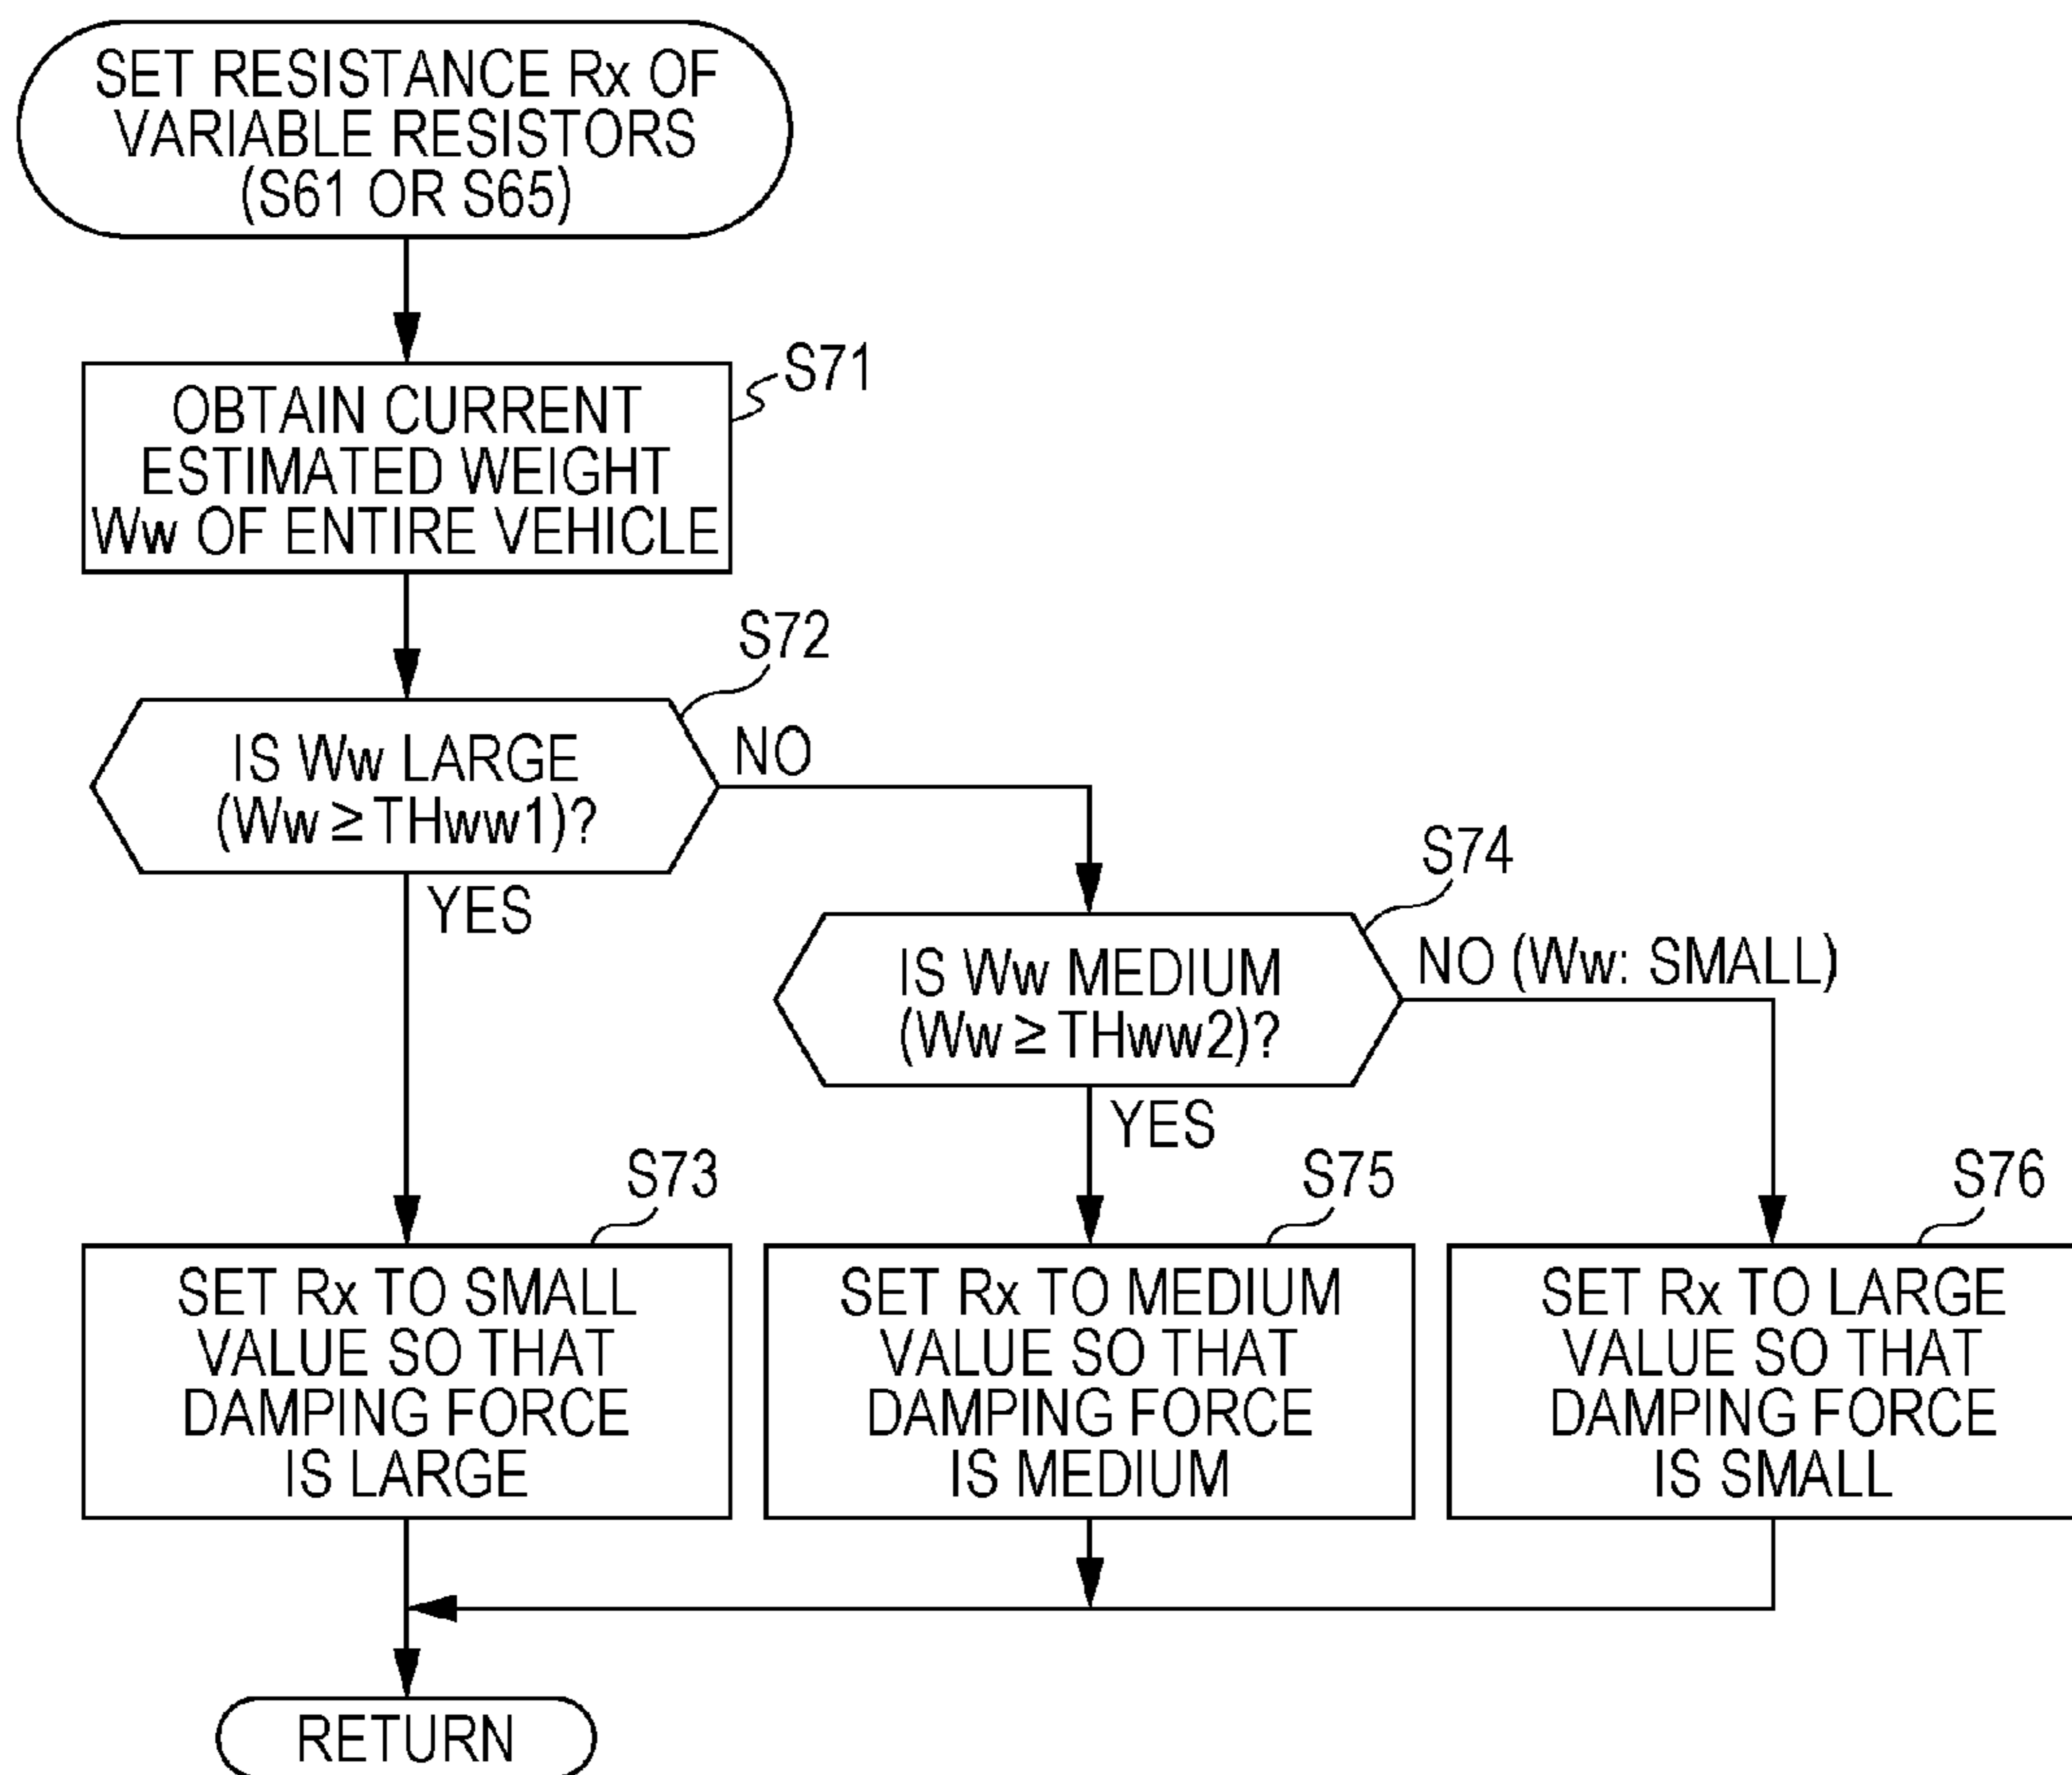 SET RESISTANCE Rx OF
VARIABLE RESISTORS
(S61 OR S65)
S71
OBTAIN CURRENT
ESTIMATED WEIGHT
Ww OF ENTIRE VEHICLE
S72
IS Ww LARGE
(Ww ≥ THww1)?
NO
YES
S74
IS Ww MEDIUM
(Ww ≥ THww2)?
NO (Ww: SMALL)
YES
S73
SET Rx TO SMALL
VALUE SO THAT
DAMPING FORCE
IS LARGE
S75
SET Rx TO MEDIUM
VALUE SO THAT
DAMPING FORCE
IS MEDIUM
S76
SET Rx TO LARGE
VALUE SO THAT
DAMPING FORCE
IS SMALL
RETURN